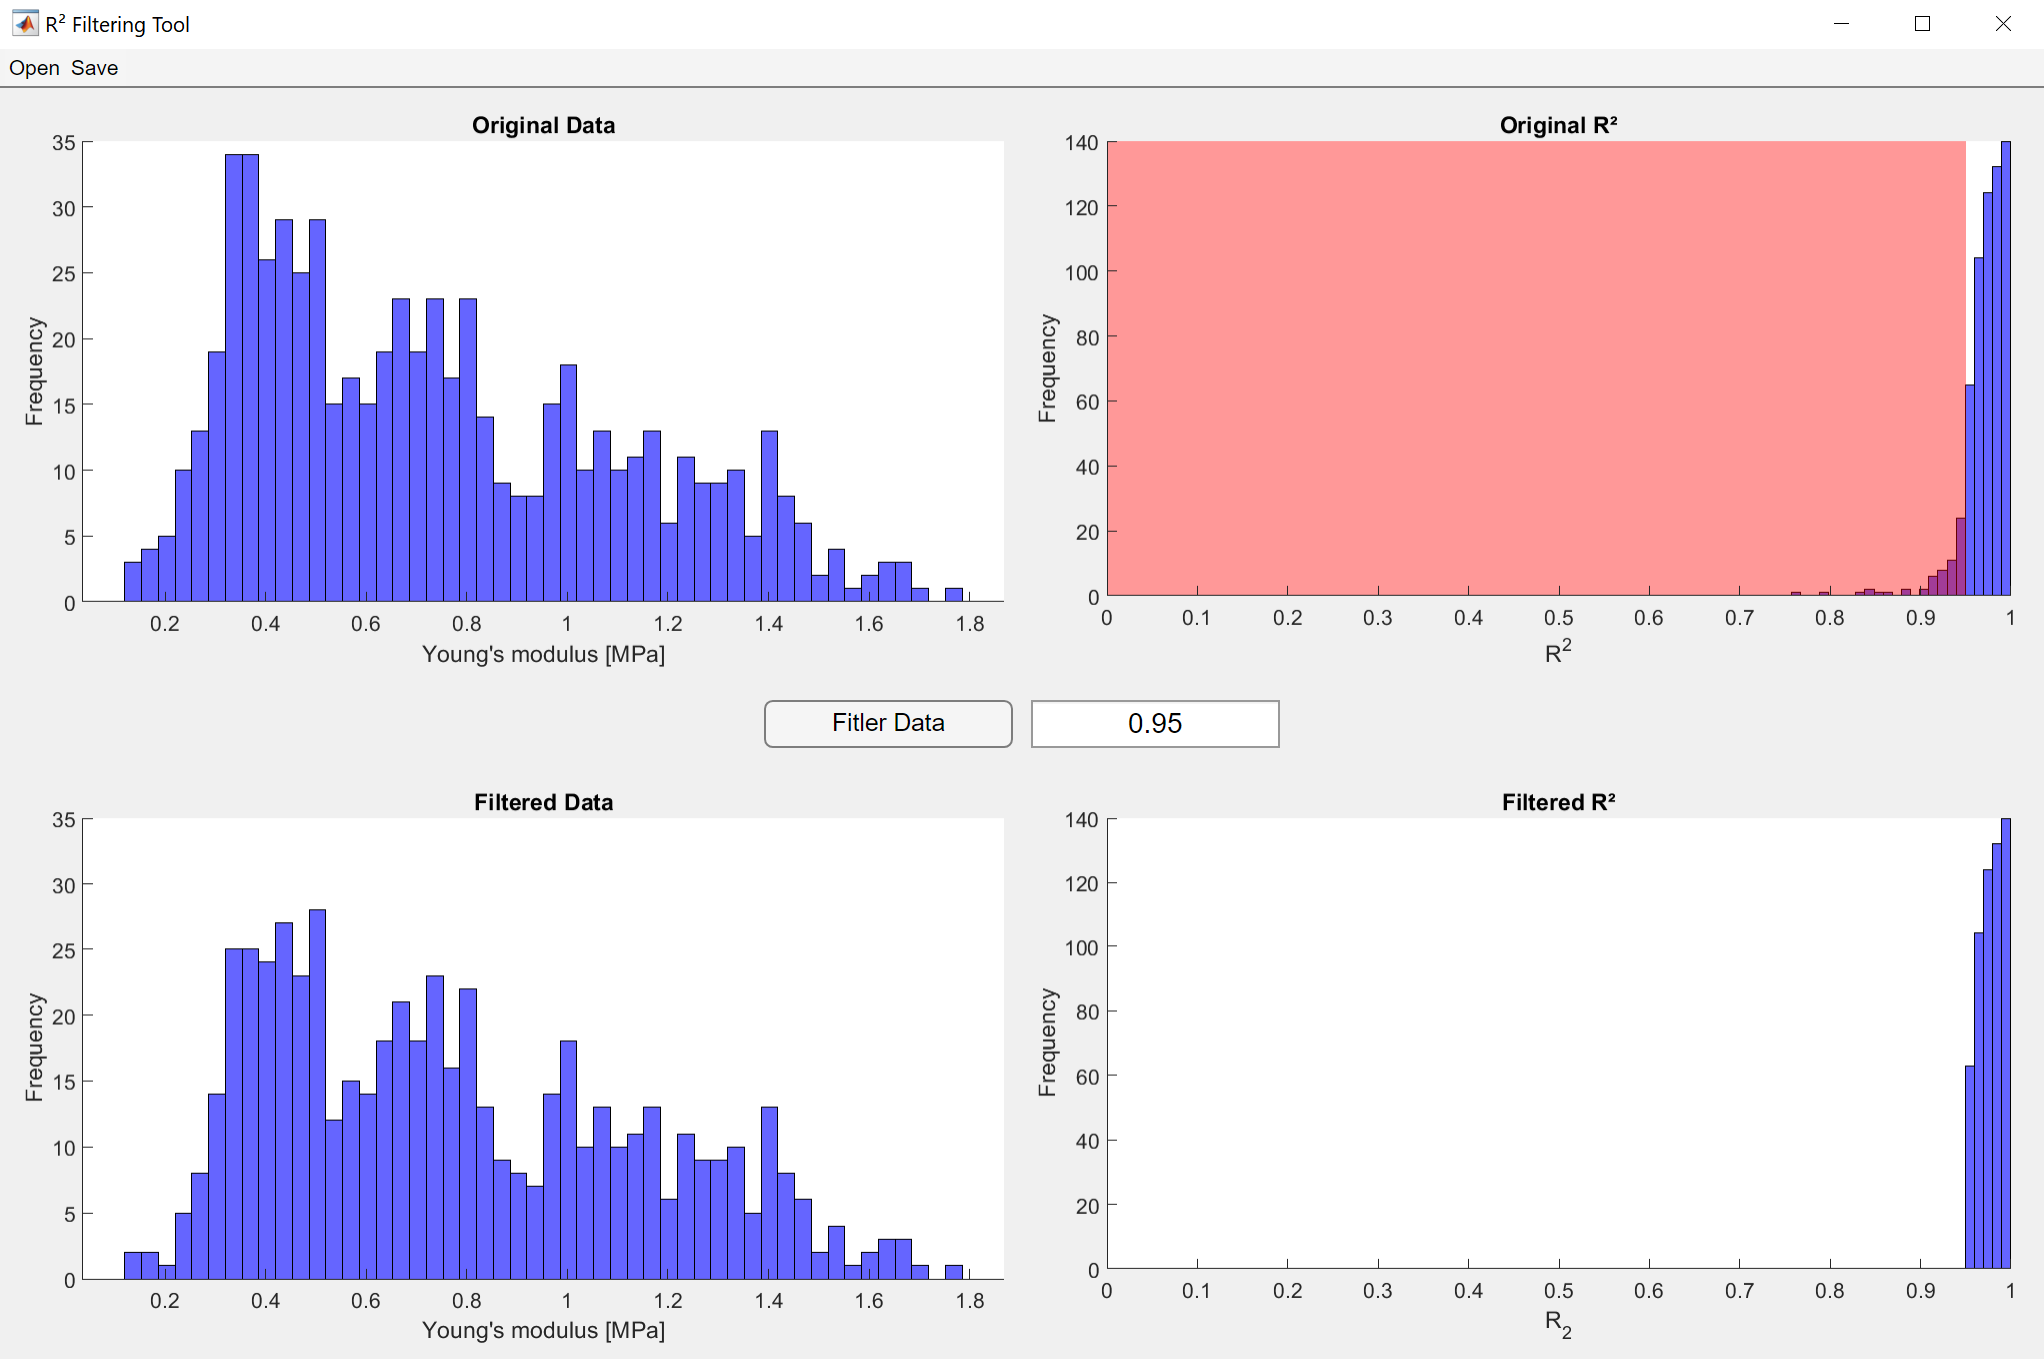 R² Filtering Tool
Open Save
Original Data
35
30
25
20
15
10
5
0
Frequency
0.2 0.4 0.6 0.8 1 1.2 1.4 1.6 1.8
Young's modulus [MPa]
Original R²
140
120
100
80
60
40
20
0
Frequency
0 0.1 0.2 0.3 0.4 0.5 0.6 0.7 0.8 0.9 1
R²
Fitler Data 0.95
Filtered Data
35
30
25
20
15
10
5
0
Frequency
0.2 0.4 0.6 0.8 1 1.2 1.4 1.6 1.8
Young's modulus [MPa]
Filtered R²
140
120
100
80
60
40
20
0
Frequency
0 0.1 0.2 0.3 0.4 0.5 0.6 0.7 0.8 0.9 1
R₂